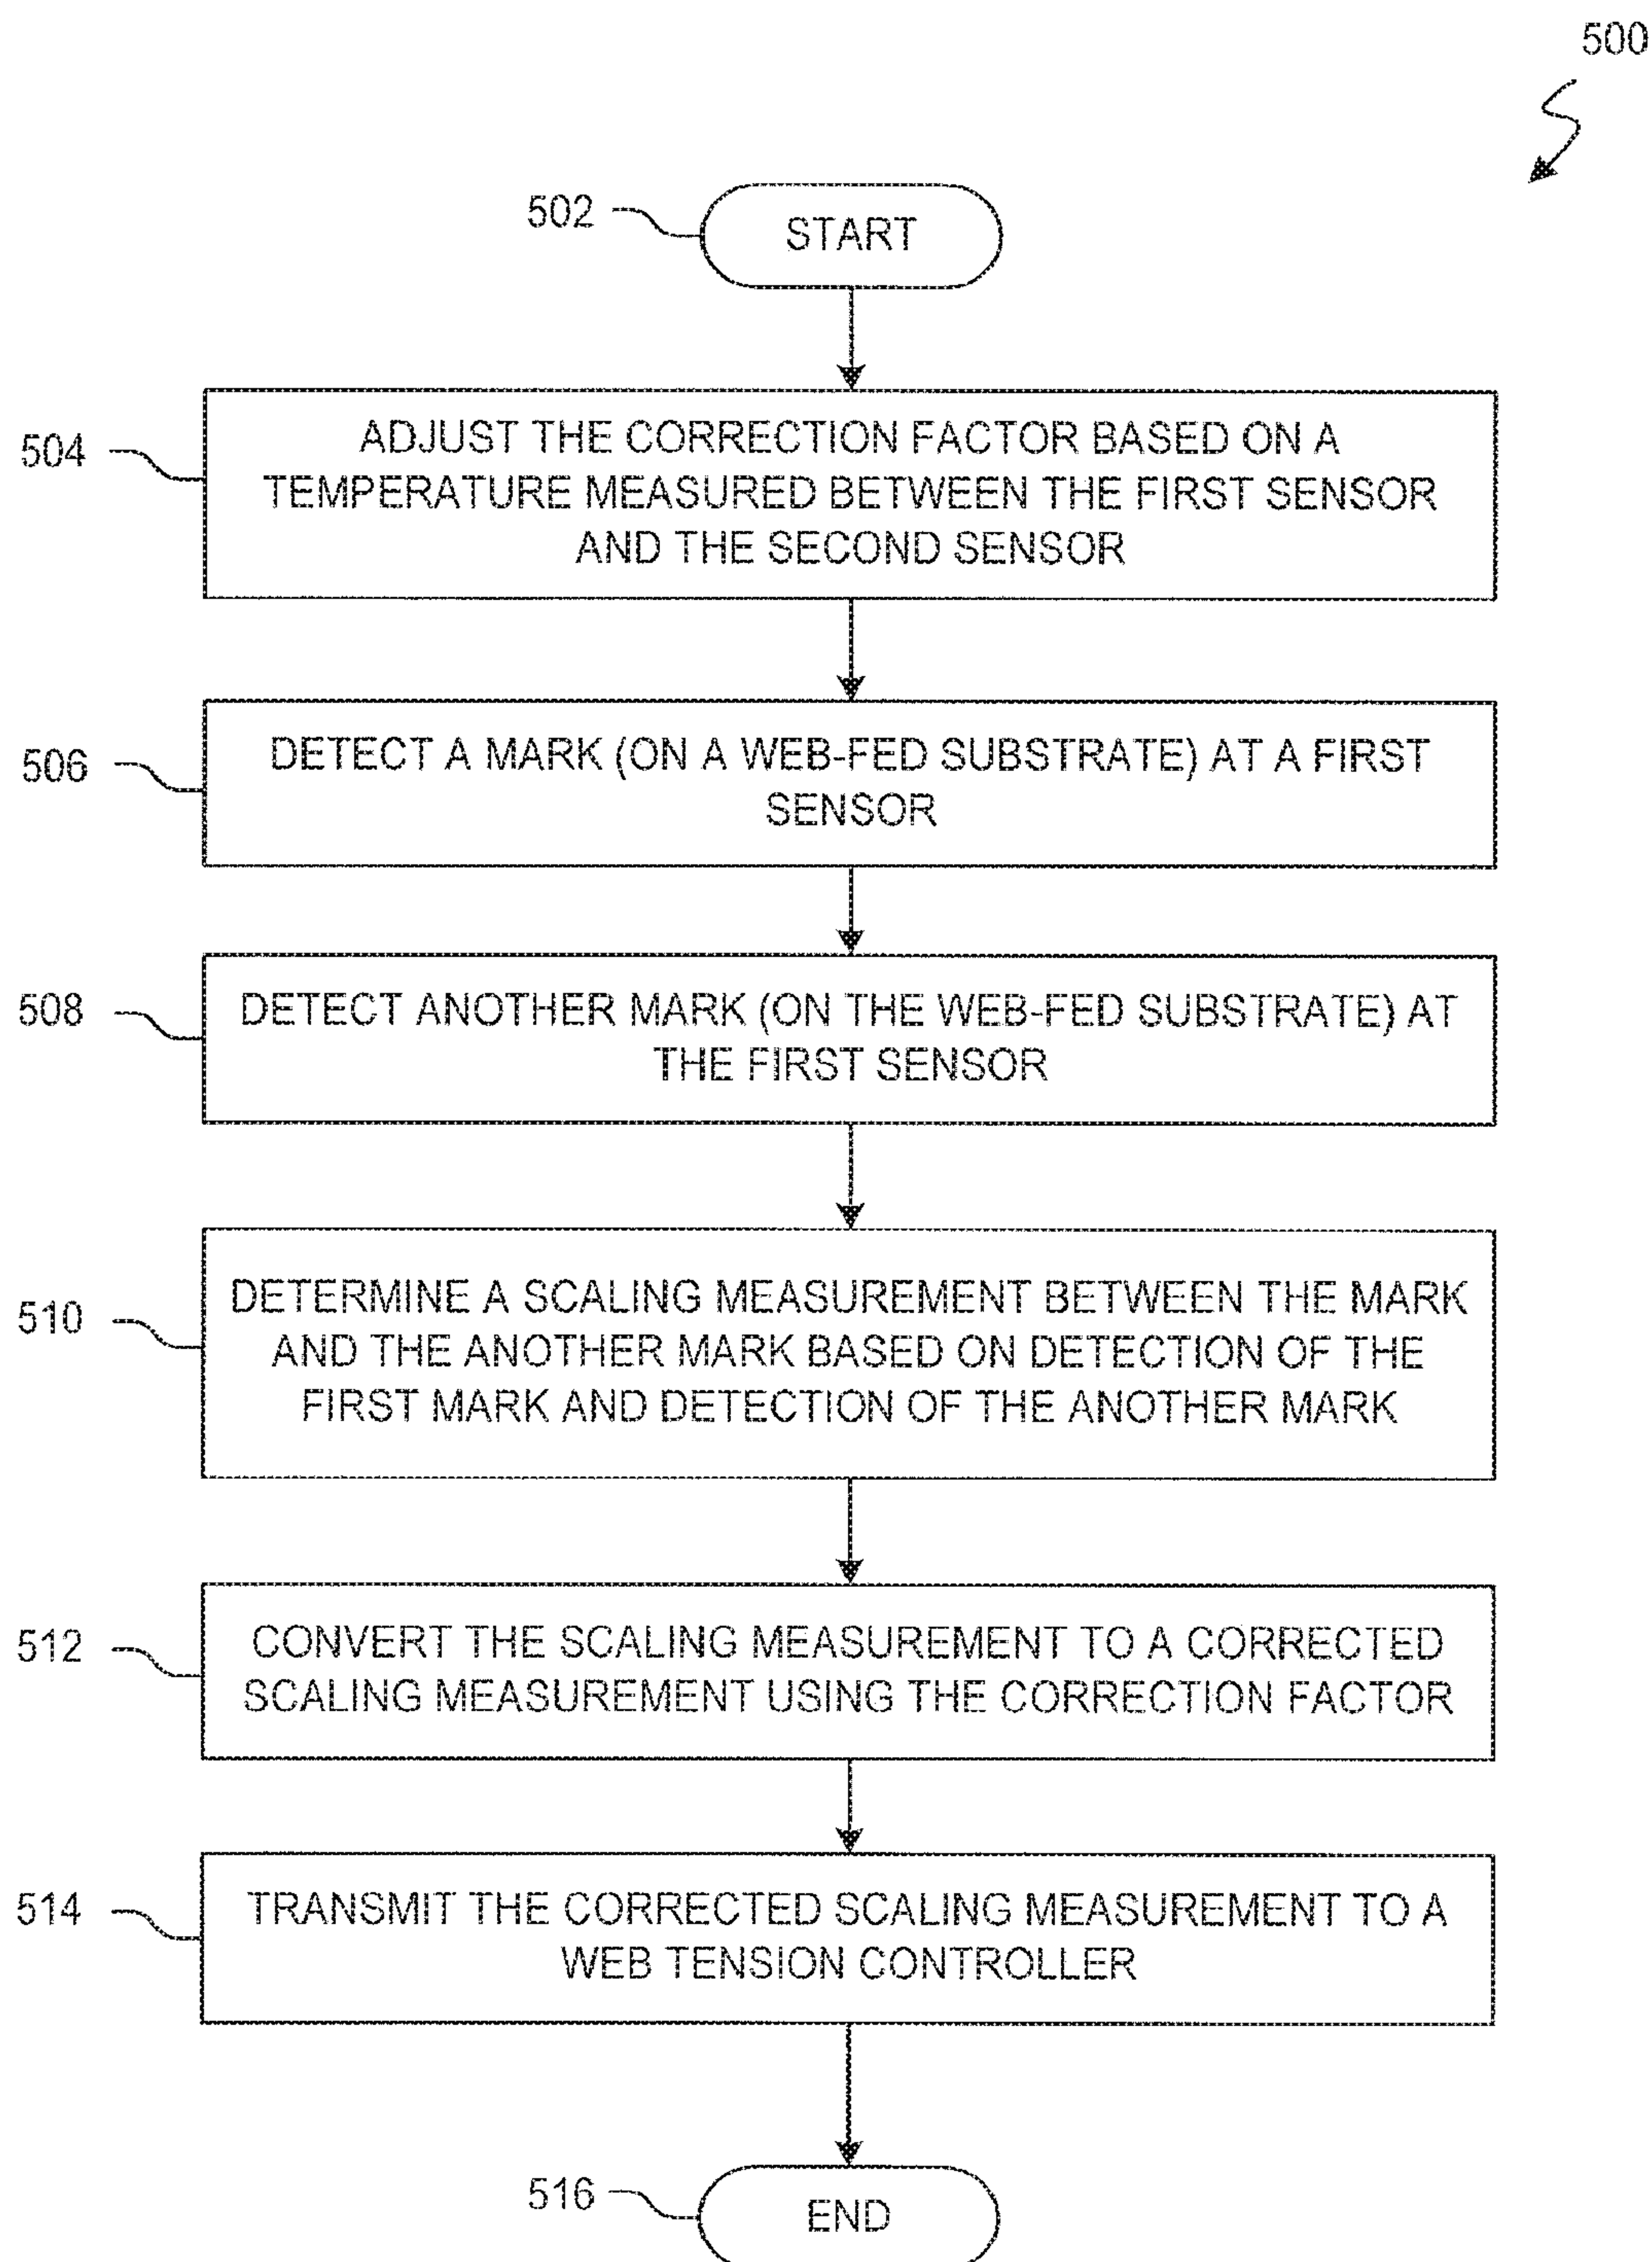 500
502
START
504
ADJUST THE CORRECTION FACTOR BASED ON A
TEMPERATURE MEASURED BETWEEN THE FIRST SENSOR
AND THE SECOND SENSOR
506
DETECT A MARK (ON A WEB-FED SUBSTRATE) AT A FIRST
SENSOR
508
DETECT ANOTHER MARK (ON THE WEB-FED SUBSTRATE) AT
THE FIRST SENSOR
510
DETERMINE A SCALING MEASUREMENT BETWEEN THE MARK
AND THE ANOTHER MARK BASED ON DETECTION OF THE
FIRST MARK AND DETECTION OF THE ANOTHER MARK
512
CONVERT THE SCALING MEASUREMENT TO A CORRECTED
SCALING MEASUREMENT USING THE CORRECTION FACTOR
514
TRANSMIT THE CORRECTED SCALING MEASUREMENT TO A
WEB TENSION CONTROLLER
516
END